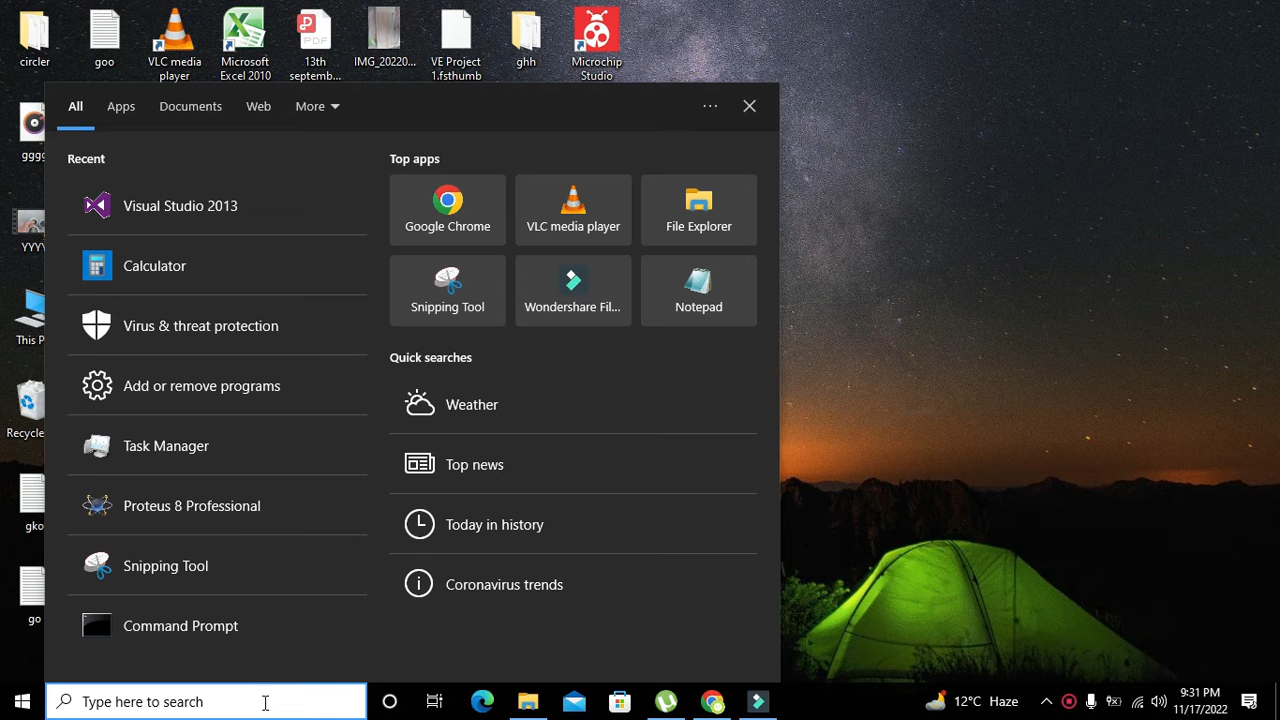 circler
goo
VLC media
player
Microsoft
Excel 2010
PDF
13th
septemb...
IMG_20220...
VE Project
1.fsthumb
ghh
Microchip
Studio
All
Apps
Documents
Web
More
gggg
YYY
This P
Recycle
gko
go
Recent
Visual Studio 2013
Calculator
Virus & threat protection
Add or remove programs
Task Manager
Proteus 8 Professional
Snipping Tool
Command Prompt
Top apps
Google Chrome
VLC media player
File Explorer
Snipping Tool
Wondershare Fil...
Notepad
Quick searches
Weather
Top news
Today in history
Coronavirus trends
Type here to search
12°C Haze
9:31 PM
11/17/2022